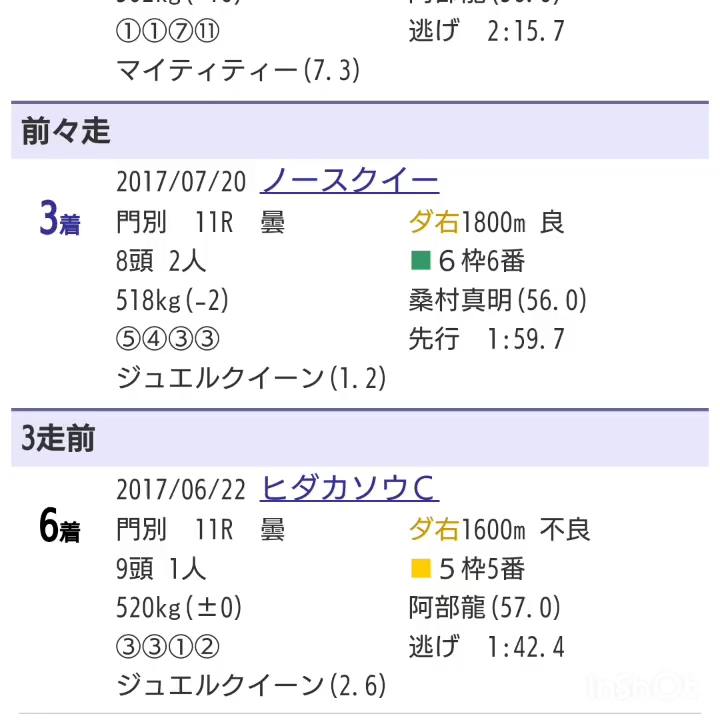 ①①⑦⑪ 逃げ 2:15.7
マイティティー(7.3)
前々走
2017/07/20 ノースクイー
3着 門別 11R 曇 ダ右1800m 良
8頭 2人 6枠6番
518kg(-2) 桑村真明(56.0)
⑤④③③ 先行 1:59.7
ジュエルクイーン(1.2)
3走前
2017/06/22 ヒダカソウC
6着 門別 11R 曇 ダ右1600m 不良
9頭 1人 5枠5番
520kg(±0) 阿部龍(57.0)
③③①② 逃げ 1:42.4
ジュエルクイーン(2.6)
InShOt